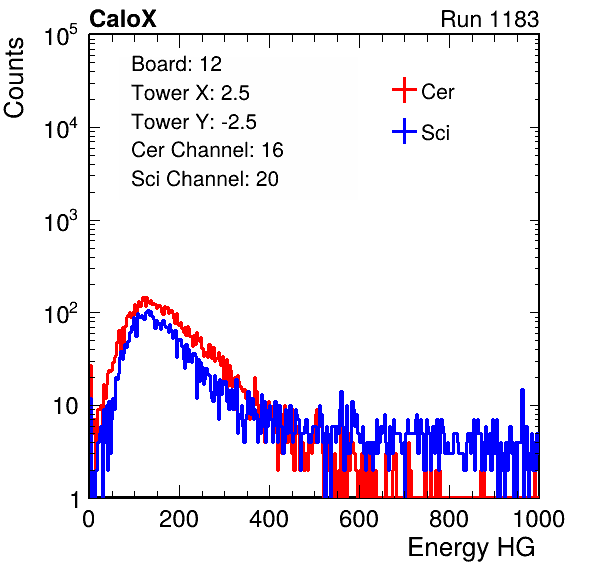 CaloX Run 1183
Counts
10^5
10^4
10^3
10^2
10
1
Board: 12
Tower X: 2.5
Tower Y: -2.5
Cer Channel: 16
Sci Channel: 20
Cer
Sci
0 200 400 600 800 1000
Energy HG